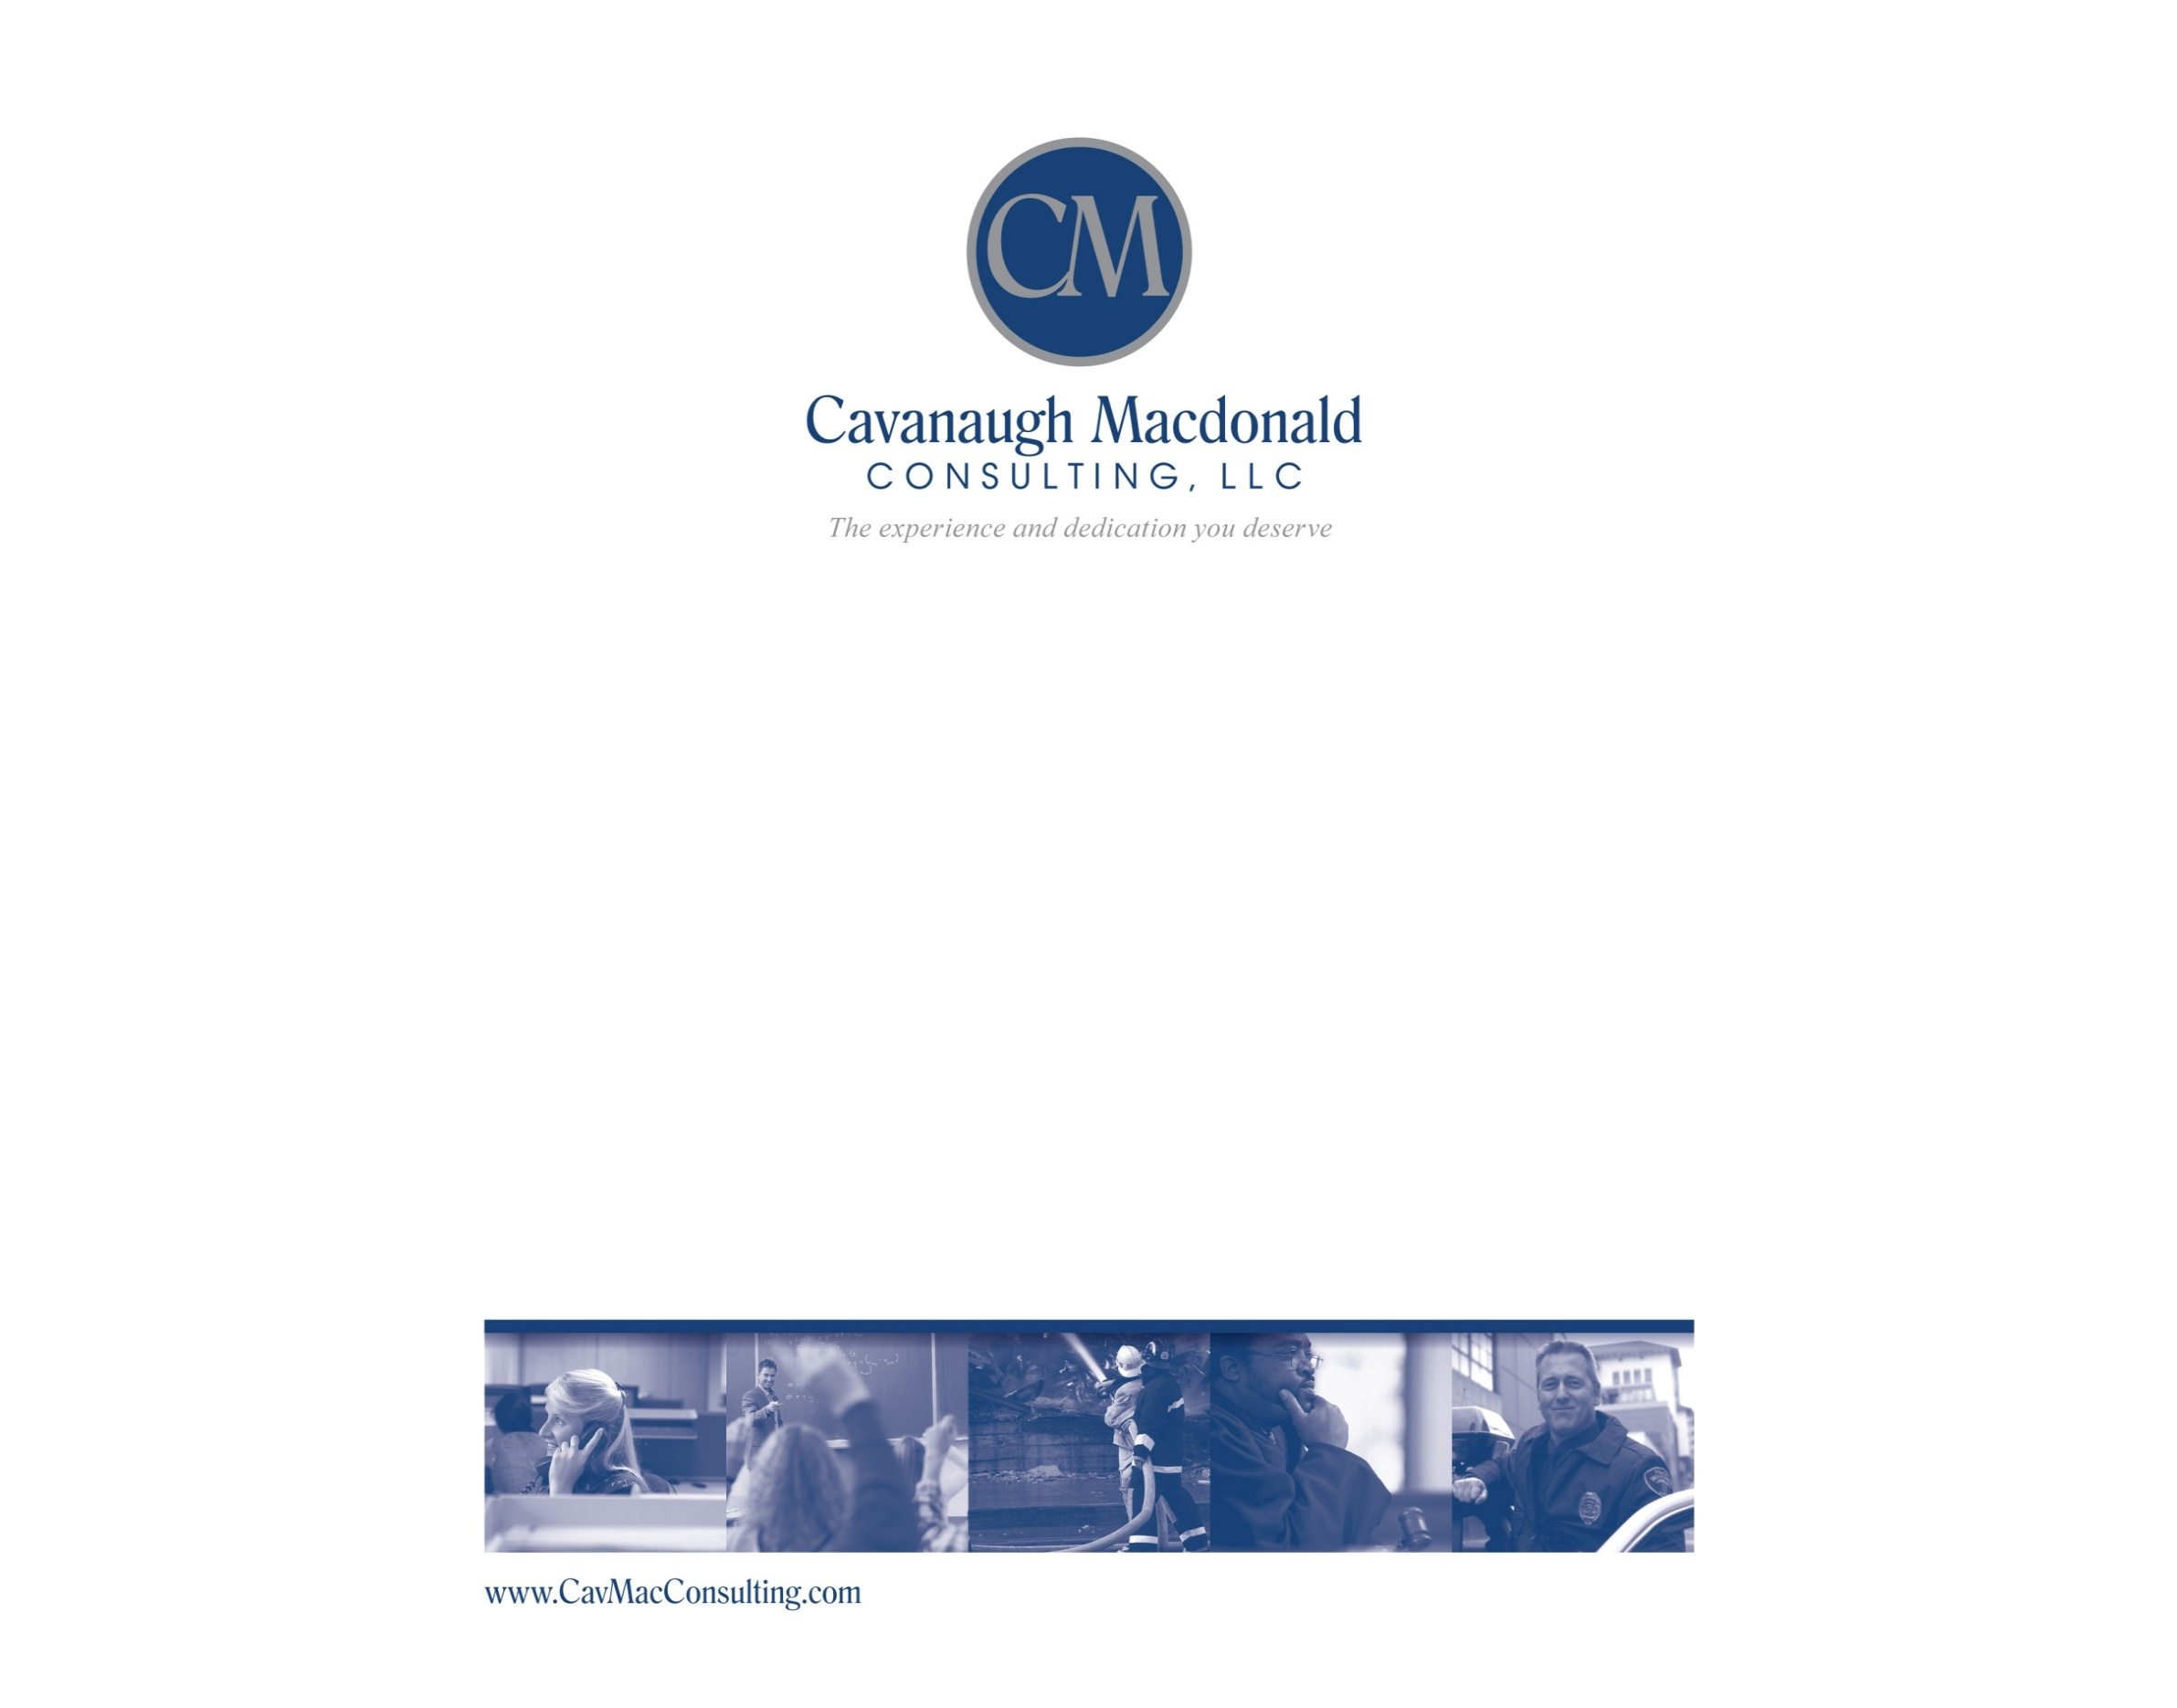 CM
Cavanaugh Macdonald
CONSULTING, LLC
The experience and dedication you deserve
www.CavMacConsulting.com